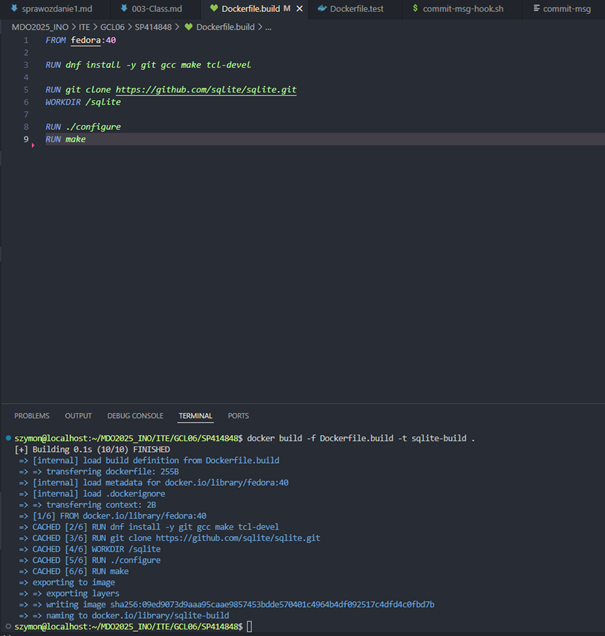 sprawozdanie1.md 003-Class.md Dockerfile.build M Dockerfile.test $ commit-msg-hook.sh commit-msg
MDO2025_INO > ITE > GCL06 > SP414848 > Dockerfile.build > ...
1 FROM fedora:40
2
3 RUN dnf install -y git gcc make tcl-devel
4
5 RUN git clone https://github.com/sqlite/sqlite.git
6 WORKDIR /sqlite
7
8 RUN ./configure
9 RUN make
PROBLEMS OUTPUT DEBUG CONSOLE TERMINAL PORTS
szymon@localhost:~/MDO2025_INO/ITE/GCL06/SP414848$ docker build -f Dockerfile.build -t sqlite-build .
[+] Building 0.1s (10/10) FINISHED
=> [internal] load build definition from Dockerfile.build
=> => transferring dockerfile: 255B
=> [internal] load metadata for docker.io/library/fedora:40
=> [internal] load .dockerignore
=> => transferring context: 2B
=> [1/6] FROM docker.io/library/fedora:40
=> CACHED [2/6] RUN dnf install -y git gcc make tcl-devel
=> CACHED [3/6] RUN git clone https://github.com/sqlite/sqlite.git
=> CACHED [4/6] WORKDIR /sqlite
=> CACHED [5/6] RUN ./configure
=> CACHED [6/6] RUN make
=> exporting to image
=> => exporting layers
=> => writing image sha256:09ed9073d9aaa95caae9857453bdde570401c4964b4df092517c4dfd4c0fbd7b
=> => naming to docker.io/library/sqlite-build
szymon@localhost:~/MDO2025_INO/ITE/GCL06/SP414848$